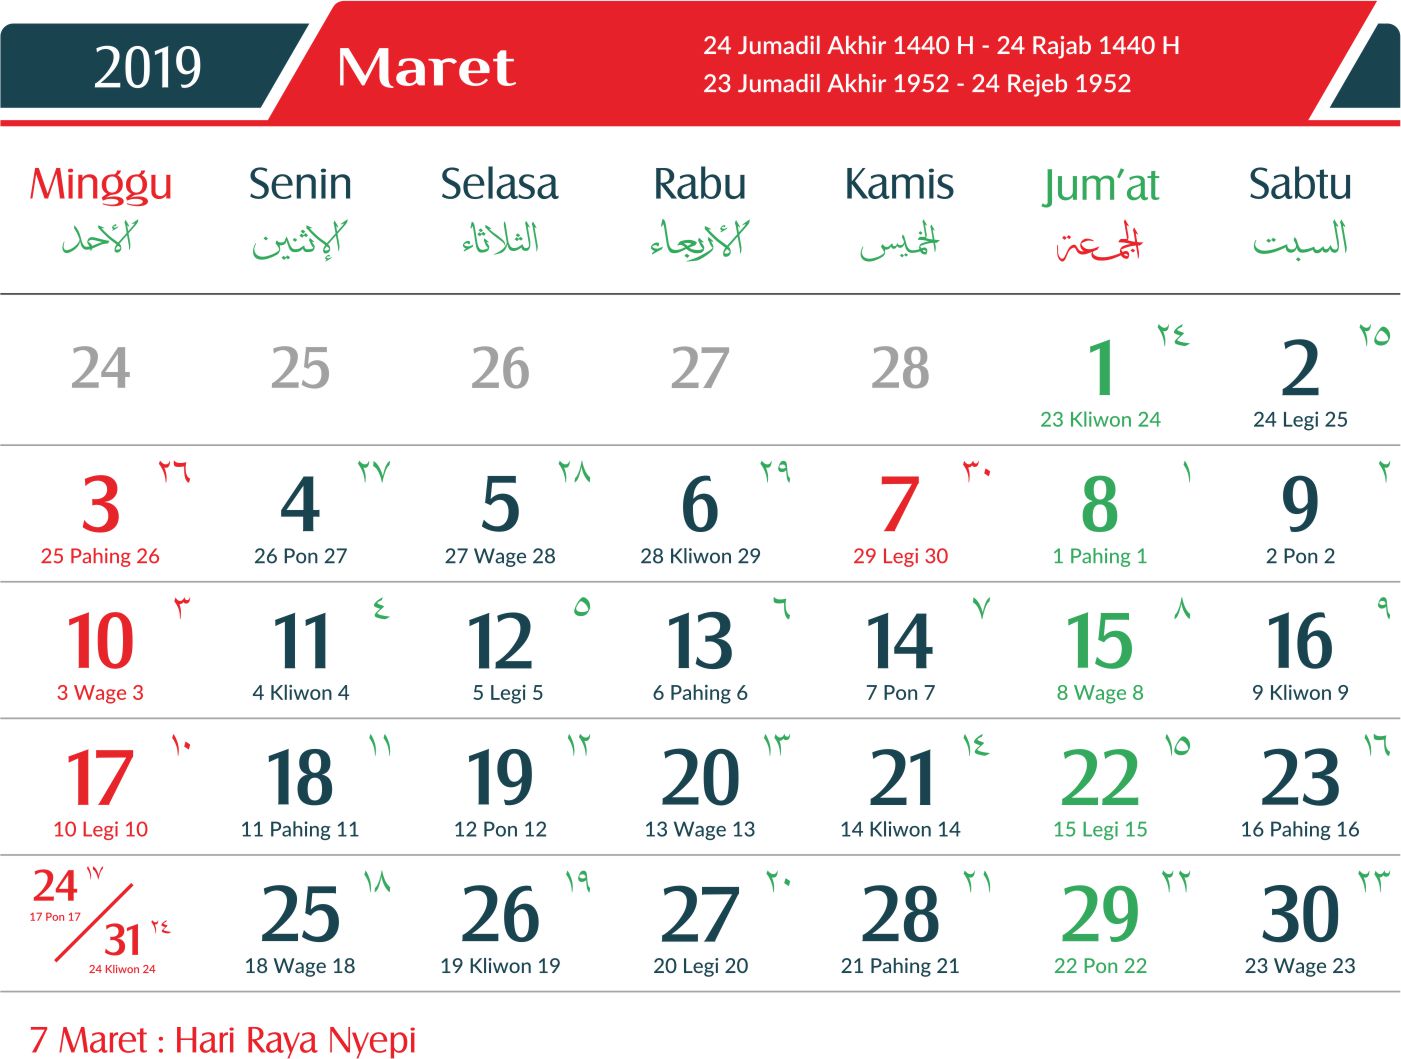 2019
Maret
24 Jumadil Akhir 1440 H - 24 Rajab 1440 H
23 Jumadil Akhir 1952 - 24 Rejeb 1952
Minggu Senin Selasa Rabu Kamis Jum'at Sabtu
الأحد الإثنين الثلاثاء الأربعاء الخميس الجمعة السبت
24 25 26 27 28 1 ٢٤ 2 ٢٥
23 Kliwon 24 24 Legi 25
3 ٢٦ 4 ٢٧ 5 ٢٨ 6 ٢٩ 7 ٣٠ 8 ١ 9 ٢
25 Pahing 26 26 Pon 27 27 Wage 28 28 Kliwon 29 29 Legi 30 1 Pahing 1 2 Pon 2
10 ٣ 11 ٤ 12 ٥ 13 ٦ 14 ٧ 15 ٨ 16 ٩
3 Wage 3 4 Kliwon 4 5 Legi 5 6 Pahing 6 7 Pon 7 8 Wage 8 9 Kliwon 9
17 ١٠ 18 ١١ 19 ١٢ 20 ١٣ 21 ١٤ 22 ١٥ 23 ١٦
10 Legi 10 11 Pahing 11 12 Pon 12 13 Wage 13 14 Kliwon 14 15 Legi 15 16 Pahing 16
24 ١٧
17 Pon 17
31 ٢٤
24 Kliwon 24
25 ١٨ 26 ١٩ 27 ٢٠ 28 ٢١ 29 ٢٢ 30 ٢٣
18 Wage 18 19 Kliwon 19 20 Legi 20 21 Pahing 21 22 Pon 22 23 Wage 23
7 Maret : Hari Raya Nyepi